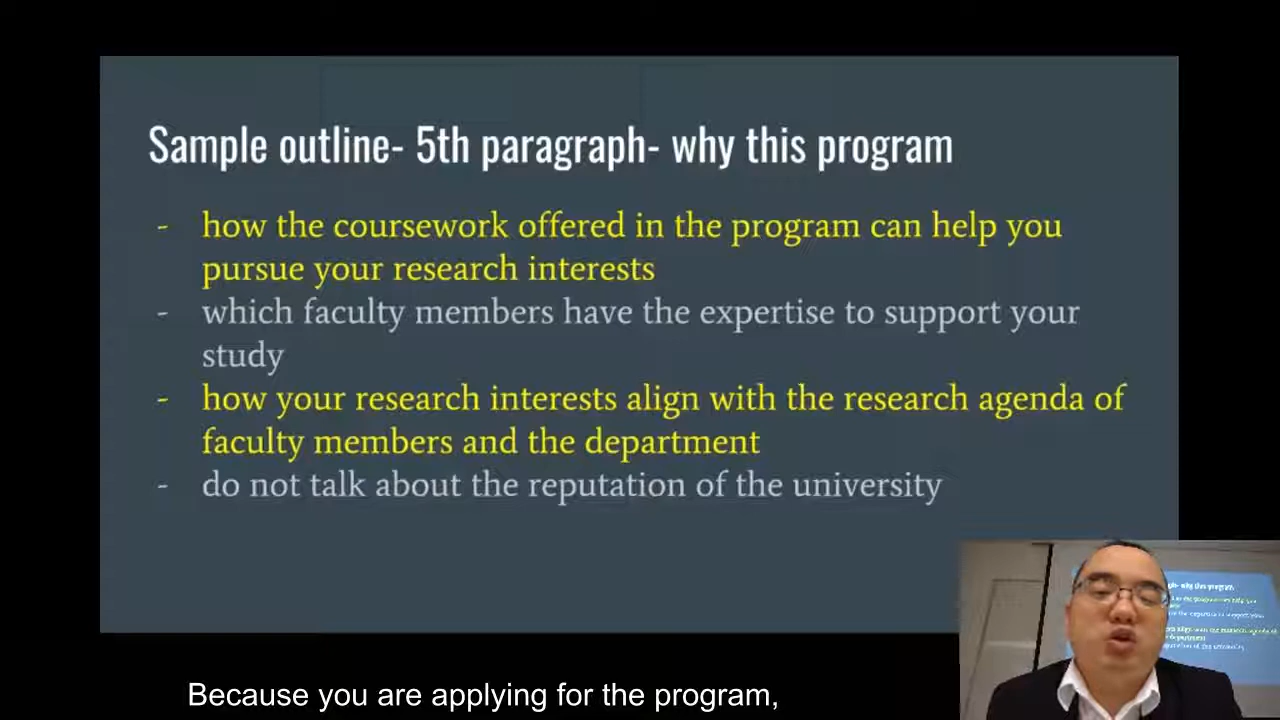 Sample outline- 5th paragraph- why this program
- how the coursework offered in the program can help you
pursue your research interests
- which faculty members have the expertise to support your
study
- how your research interests align with the research agenda of
faculty members and the department
- do not talk about the reputation of the university
Because you are applying for the program,